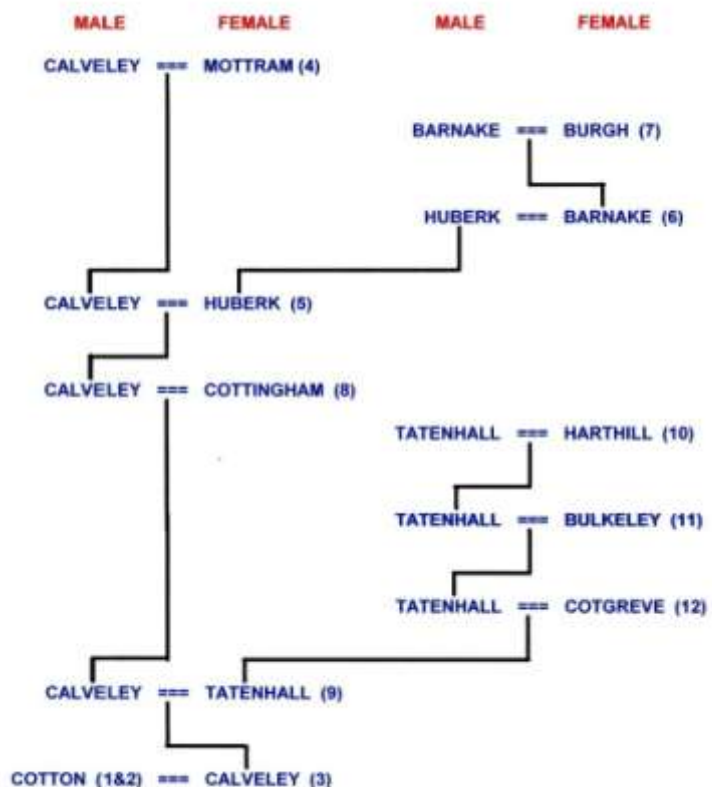 MALE FEMALE MALE FEMALE
CALVELEY === MOTTRAM (4)
BARNAKE === BURGH (7)
HUBERK === BARNAKE (6)
CALVELEY === HUBERK (5)
CALVELEY === COTTINGHAM (8)
TATENHALL === HARTHILL (10)
TATENHALL === BULKELEY (11)
TATENHALL === COTGREVE (12)
CALVELEY === TATENHALL (9)
COTTON (1&2) === CALVELEY (3)